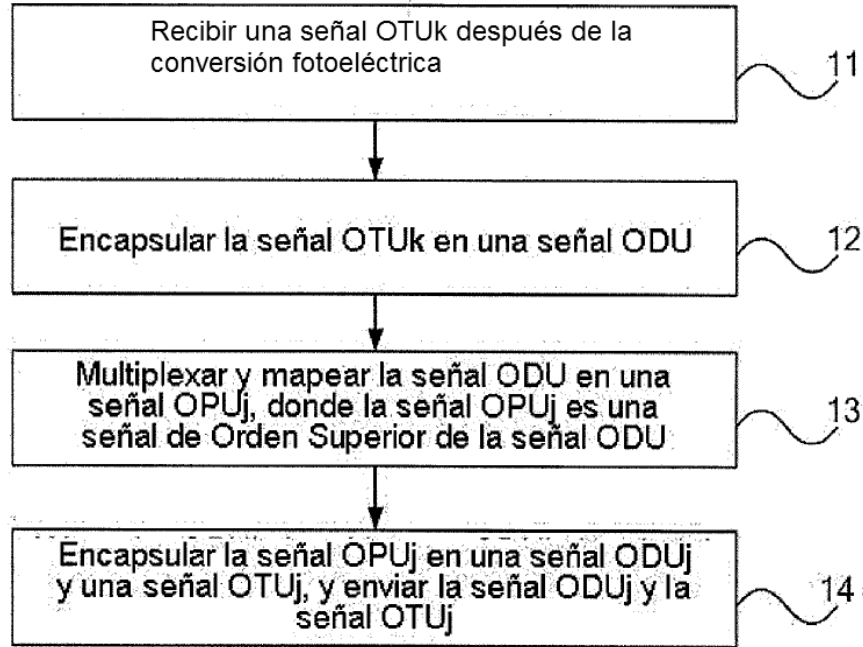 Recibir una señal OTUk después de la
conversión fotoeléctrica
11
Encapsular la señal OTUk en una señal ODU
12
Multiplexar y mapear la señal ODU en una
señal OPUj, donde la señal OPUj es una
señal de Orden Superior de la señal ODU
13
Encapsular la señal OPUj en una señal ODUj
y una señal OTUj, y enviar la señal ODUj y la
señal OTUj
14